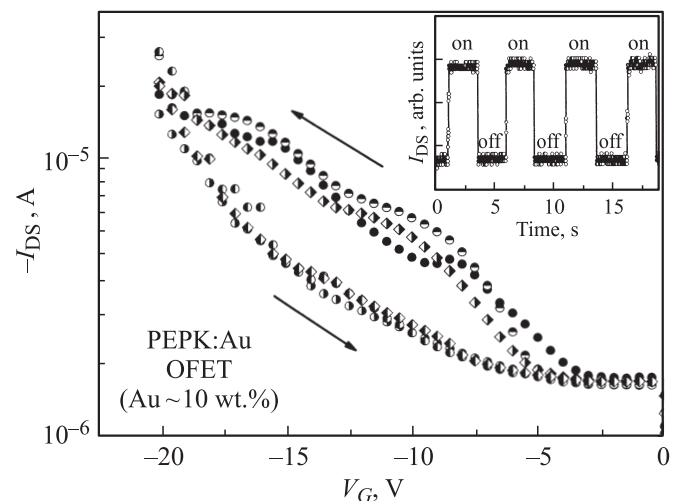 on on on on
off off off
I_DS, arb. units
0 5 10 15
Time, s
10⁻⁵
10⁻⁶
–I_DS, A
PEPK:Au
OFET
(Au ~10 wt.%)
–20 –15 –10 –5 0
V_G, V